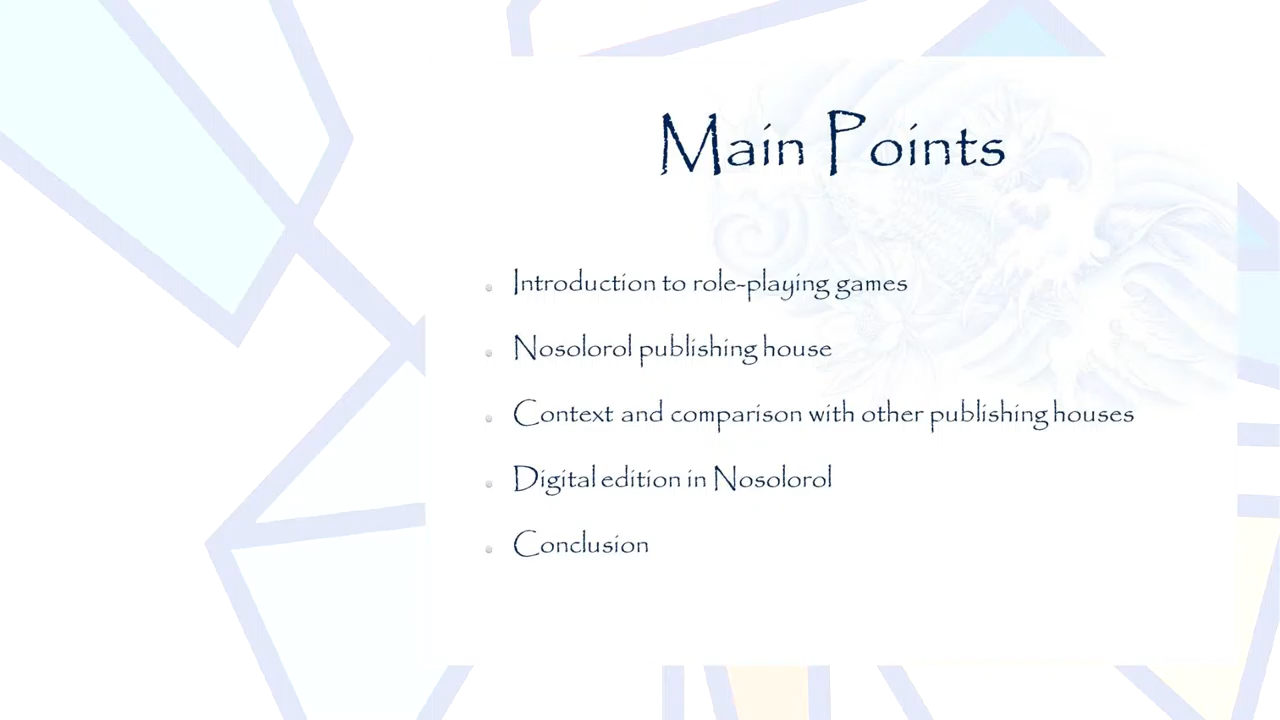 Main Points
Introduction to role-playing games
Nosolorol publishing house
Context and comparison with other publishing houses
Digital edition in Nosolorol
Conclusion